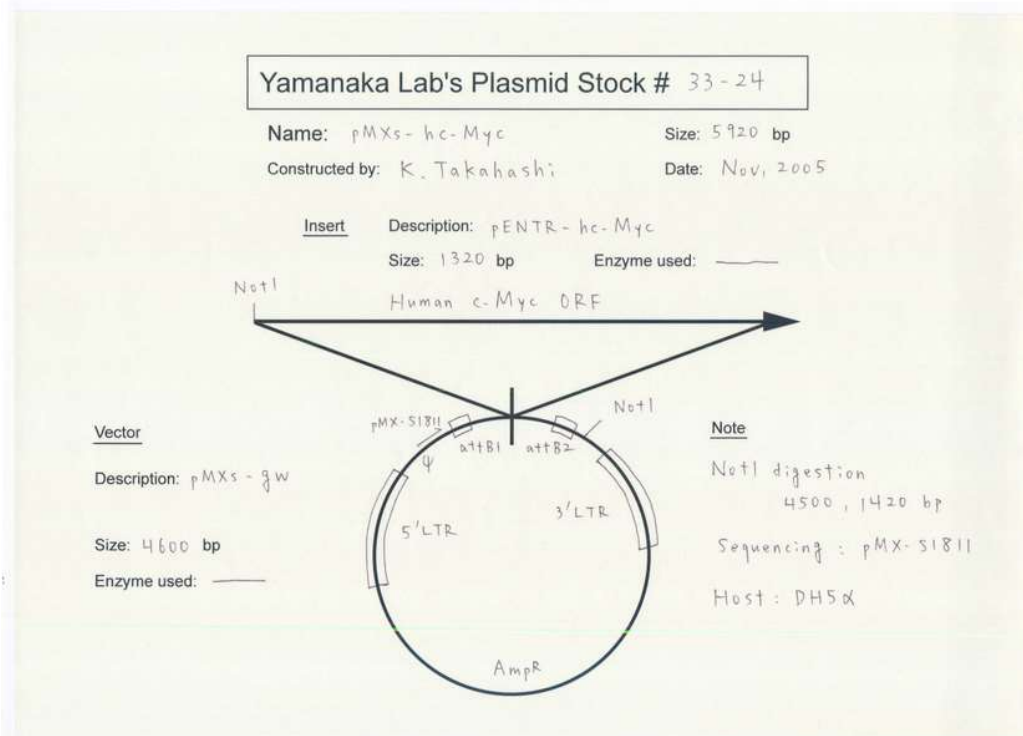 Yamanaka Lab's Plasmid Stock # 33-24
Name: pMXs-hc-Myc
Size: 5920 bp
Constructed by: K. Takahashi
Date: Nov, 2005
Insert
Description: pENTR-hc-Myc
Size: 1320 bp
Enzyme used:
NotI
Human c-Myc ORF
NotI
pMX-S1811
attB1
attB2
ψ
5'LTR
3'LTR
AmpR
Vector
Description: pMXs-gw
Size: 4600 bp
Enzyme used:
Note
NotI digestion
4500, 1420 bp
Sequencing: pMX-S1811
Host: DH5α